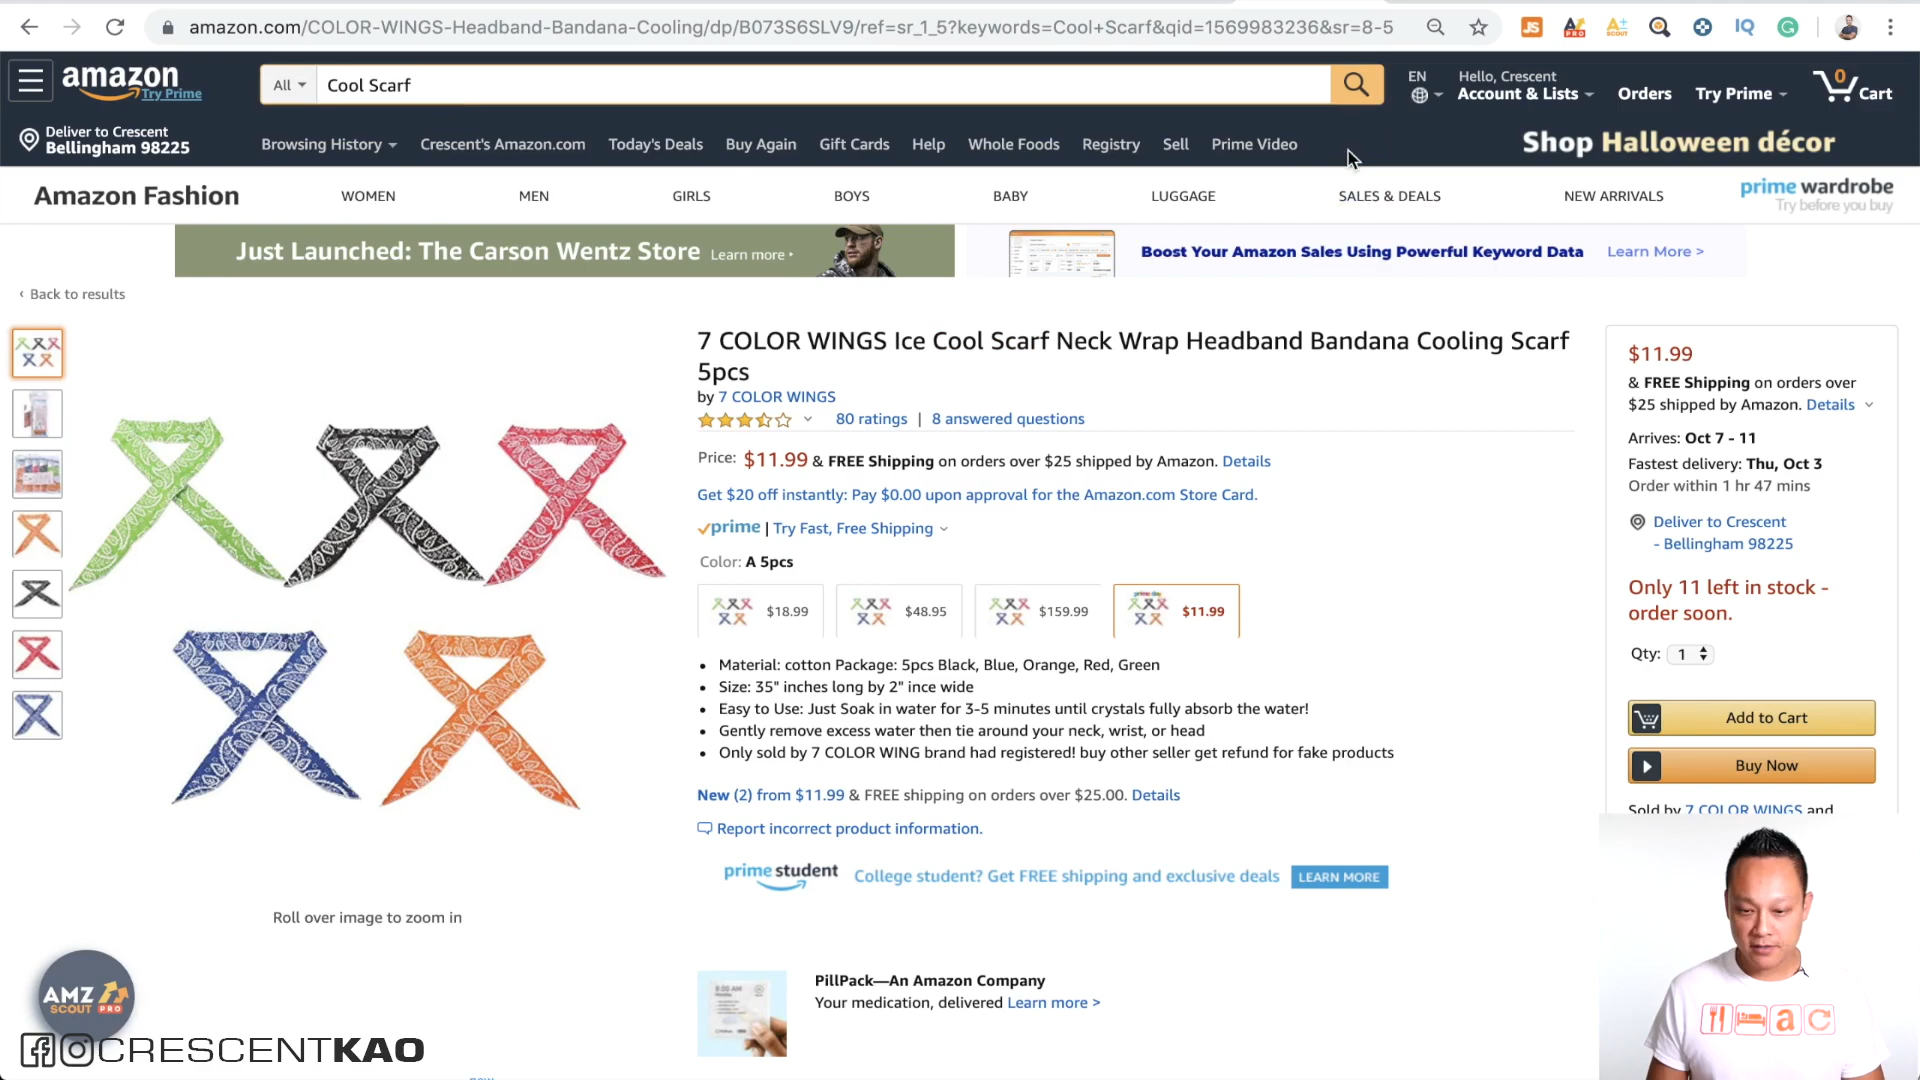 amazon.com/COLOR-WINGS-Headband-Bandana-Cooling/dp/B073S6SLV9/ref=sr_1_5?keywords=Cool+Scarf&qid=1569983236&sr=8-5
JS
PRO
A+
SCOUT
IQ
G
amazon
Try Prime
All
Cool Scarf
EN
Hello, Crescent
Account & Lists
Orders
Try Prime
0
Cart
Deliver to Crescent
Bellingham 98225
Browsing History
Crescent's Amazon.com
Today's Deals
Buy Again
Gift Cards
Help
Whole Foods
Registry
Sell
Prime Video
Shop Halloween décor
Amazon Fashion
WOMEN
MEN
GIRLS
BOYS
BABY
LUGGAGE
SALES & DEALS
NEW ARRIVALS
prime wardrobe
Try before you buy
Just Launched: The Carson Wentz Store Learn more
Boost Your Amazon Sales Using Powerful Keyword Data Learn More >
‹ Back to results
7 COLOR WINGS Ice Cool Scarf Neck Wrap Headband Bandana Cooling Scarf
5pcs
by 7 COLOR WINGS
80 ratings | 8 answered questions
Price: $11.99 & FREE Shipping on orders over $25 shipped by Amazon. Details
Get $20 off instantly: Pay $0.00 upon approval for the Amazon.com Store Card.
prime | Try Fast, Free Shipping
Color: A 5pcs
$18.99
$48.95
$159.99
prime day
$11.99
• Material: cotton Package: 5pcs Black, Blue, Orange, Red, Green
• Size: 35" inches long by 2" ince wide
• Easy to Use: Just Soak in water for 3-5 minutes until crystals fully absorb the water!
• Gently remove excess water then tie around your neck, wrist, or head
• Only sold by 7 COLOR WING brand had registered! buy other seller get refund for fake products
New (2) from $11.99 & FREE shipping on orders over $25.00. Details
Report incorrect product information.
prime student
College student? Get FREE shipping and exclusive deals
LEARN MORE
Roll over image to zoom in
PillPack—An Amazon Company
Your medication, delivered Learn more >
$11.99
& FREE Shipping on orders over
$25 shipped by Amazon. Details
Arrives: Oct 7 - 11
Fastest delivery: Thu, Oct 3
Order within 1 hr 47 mins
Deliver to Crescent
- Bellingham 98225
Only 11 left in stock -
order soon.
Qty: 1
Add to Cart
Buy Now
Sold by 7 COLOR WINGS and
AMZ
SCOUT PRO
CRESCENTKAO
a